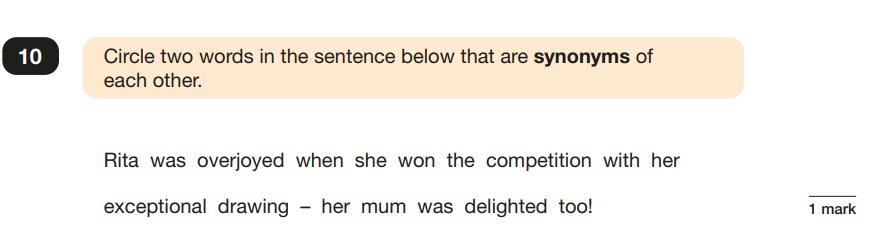 10
Circle two words in the sentence below that are synonyms of
each other.
Rita was overjoyed when she won the competition with her
exceptional drawing – her mum was delighted too!
1 mark